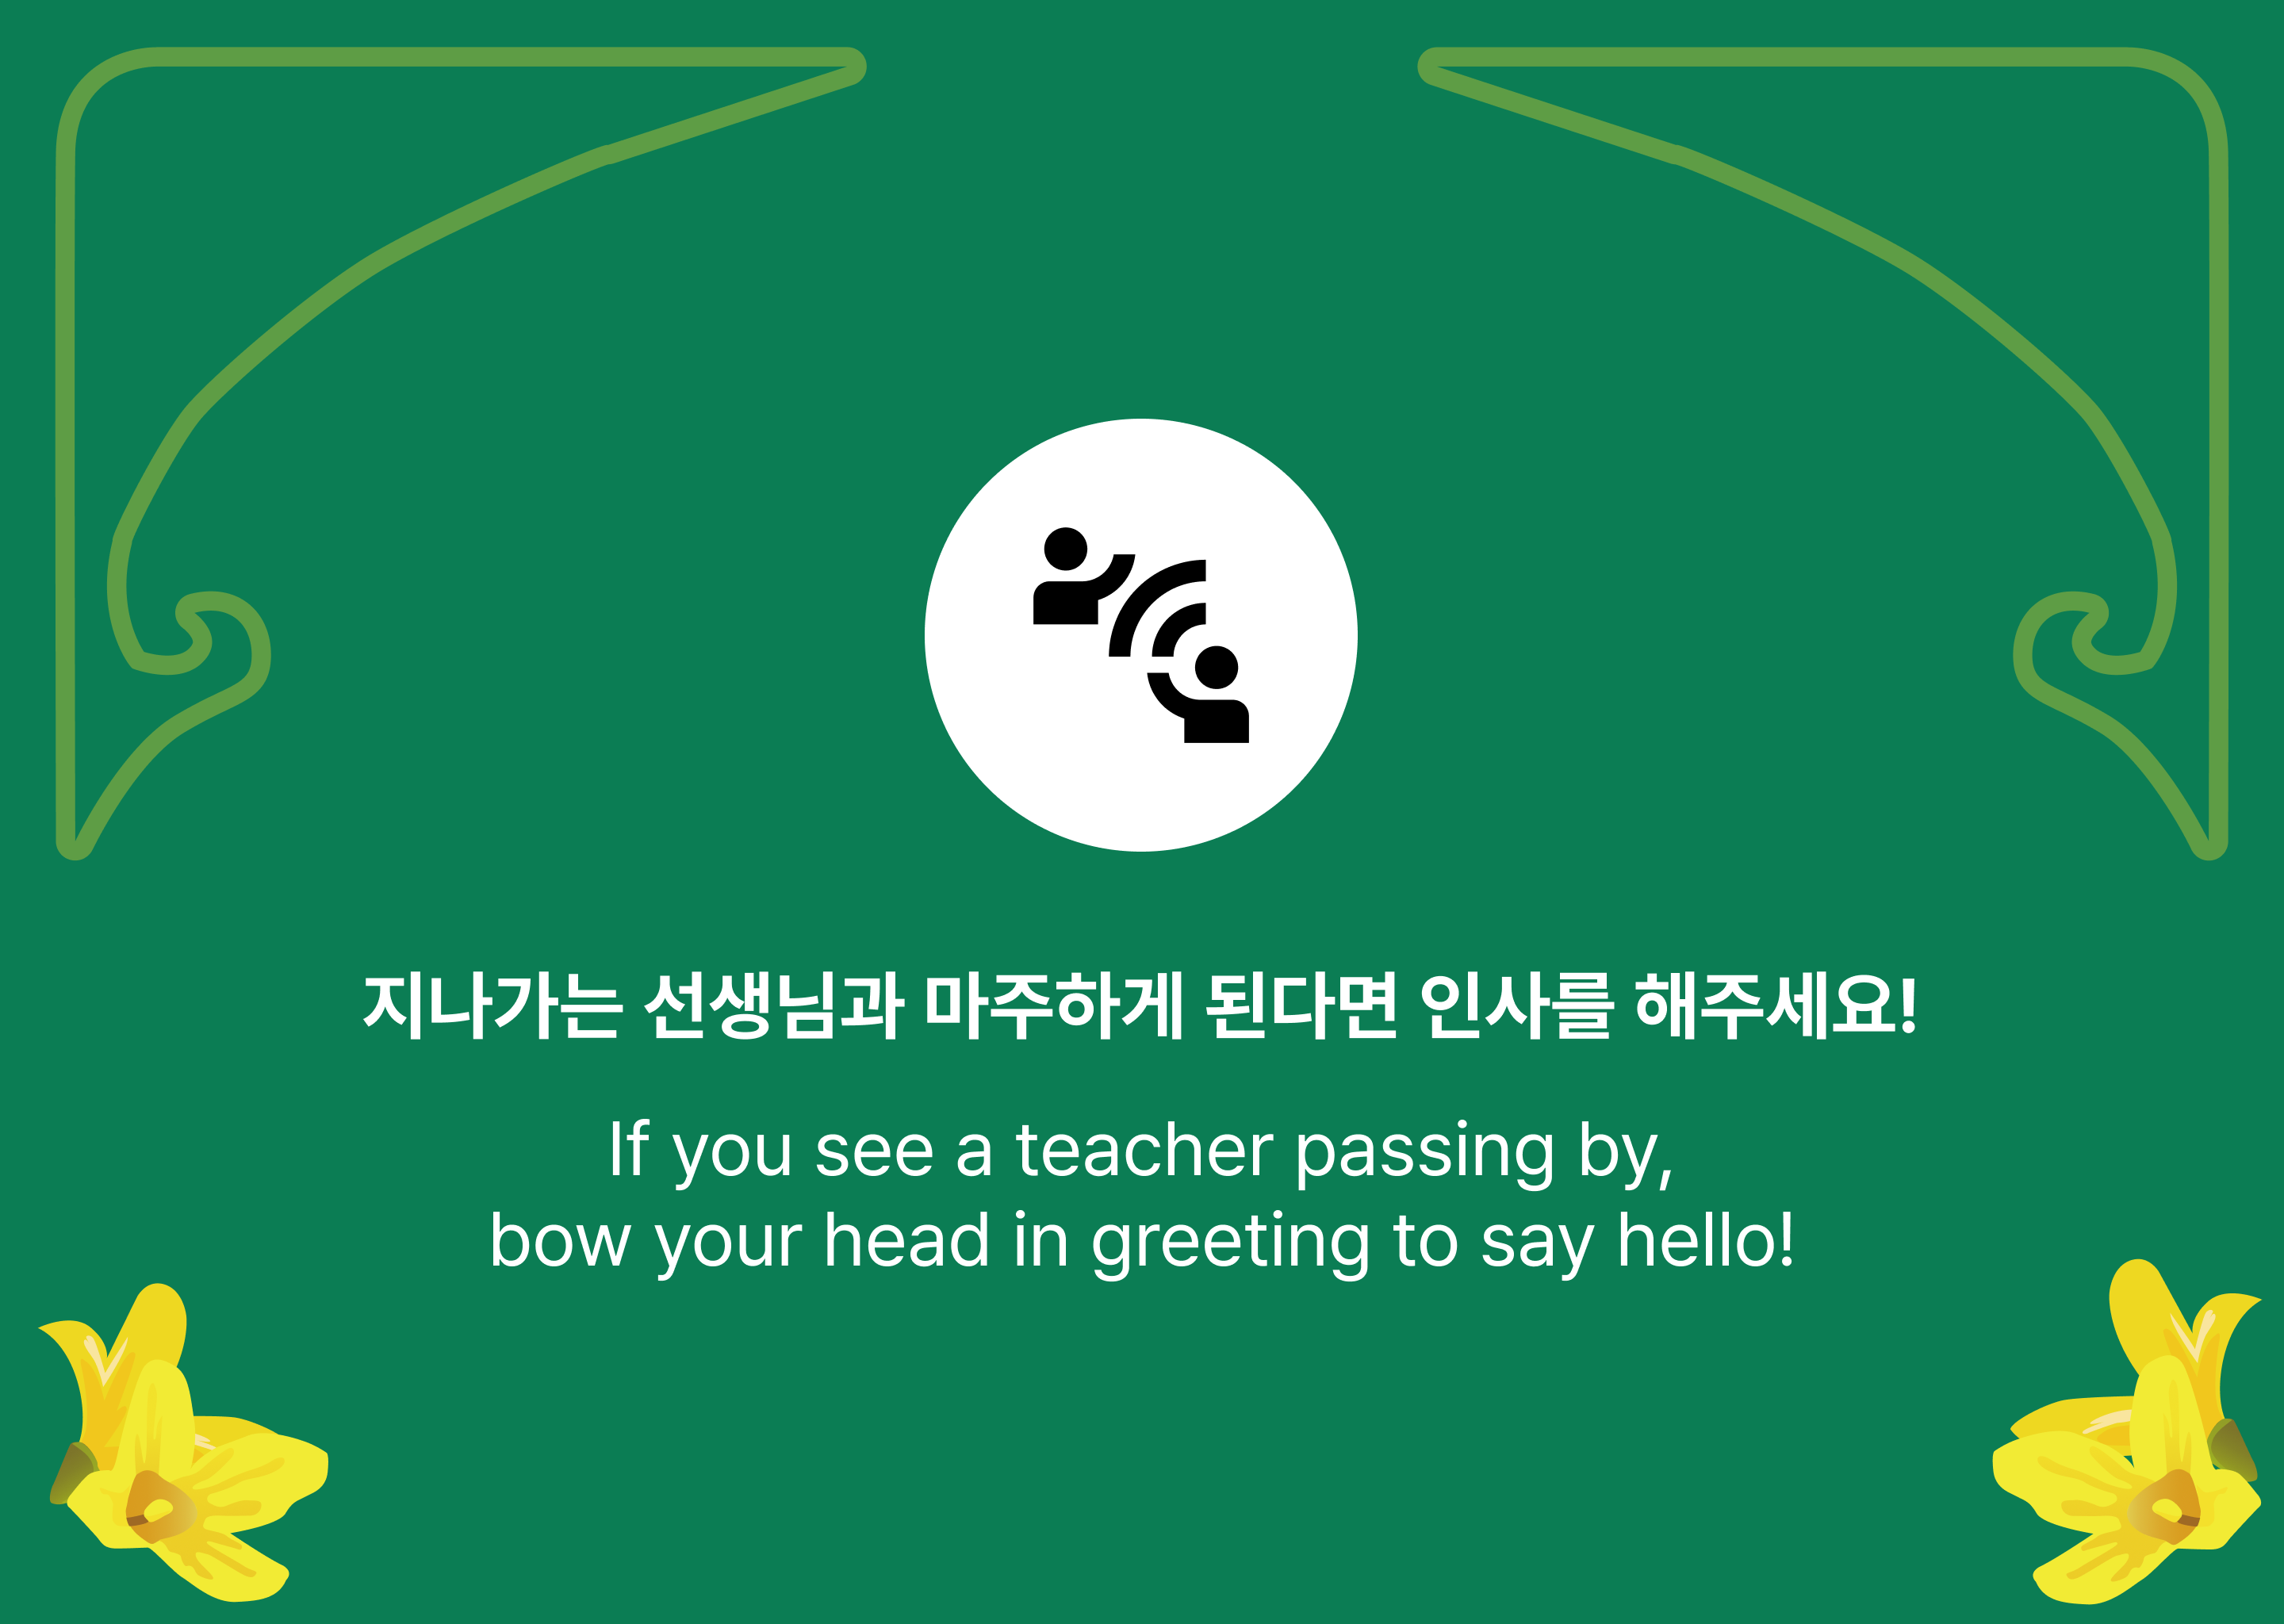 지나가는 선생님과 마주하게 된다면 인사를 해주세요!
If you see a teacher passing by,
bow your head in greeting to say hello!